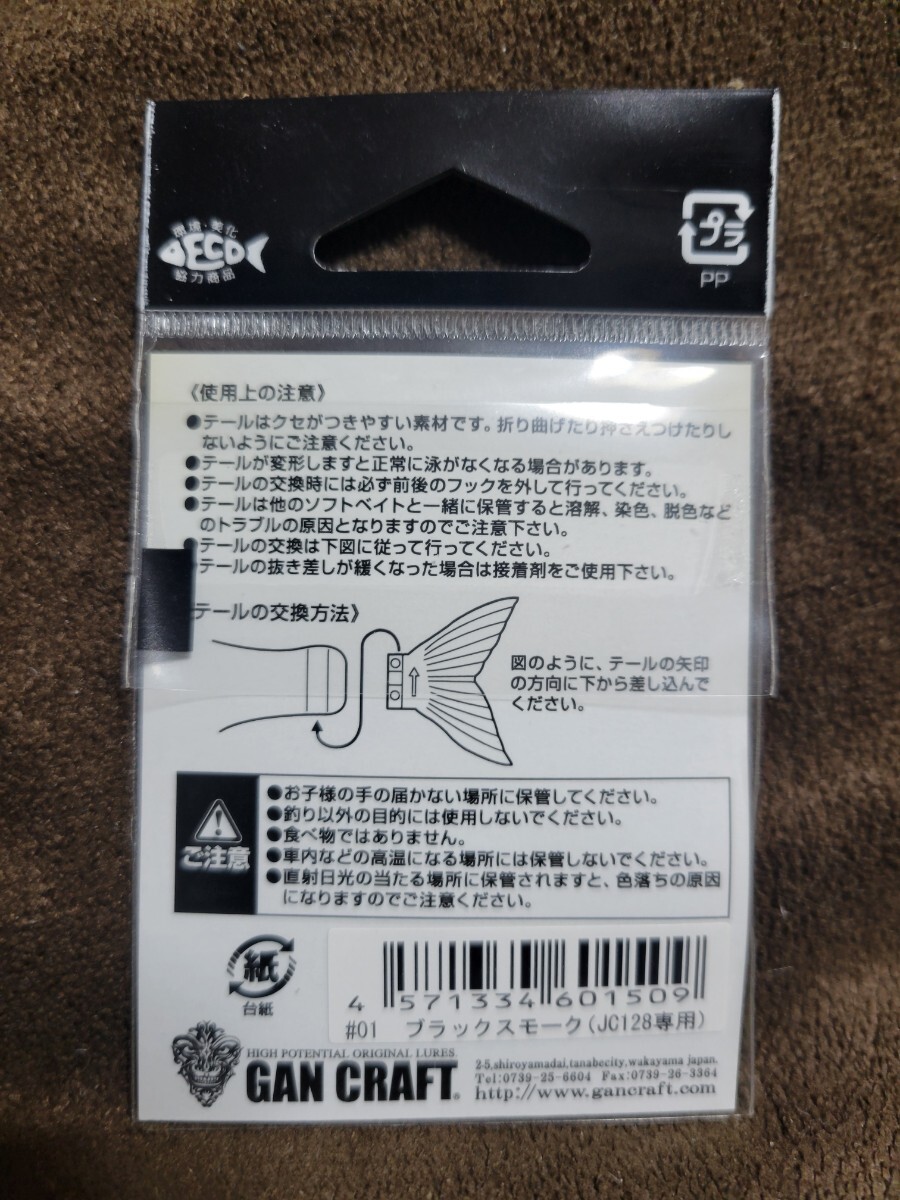 環境・美化
ECO
協力商品
プラ
PP
《使用上の注意》
●テールはクセがつきやすい素材です。折り曲げたり押さえつけたりし
ないようにご注意ください。
●テールが変形しますと正常に泳がなくなる場合があります。
●テールの交換時には必ず前後のフックを外して行ってください。
●テールは他のソフトベイトと一緒に保管すると溶解、染色、脱色など
のトラブルの原因となりますのでご注意下さい。
●テールの交換は下図に従って行ってください。
テールの抜き差しが緩くなった場合は接着剤をご使用下さい。
テールの交換方法》
図のように、テールの矢印
の方向に下から差し込んで
ください。
ご注意
●お子様の手の届かない場所に保管してください。
●釣り以外の目的には使用しないでください。
●食べ物ではありません。
●車内などの高温になる場所には保管しないでください。
●直射日光の当たる場所に保管されますと、色落ちの原因
になりますのでご注意ください。
紙
台紙
4 571334 601509
#01 ブラックスモーク(JC128専用)
HIGH POTENTIAL ORIGINAL LURES.
GAN CRAFT.
2-5,shiroyamadai,tanabecity,wakayama japan.
Tel:0739-25-6604 Fax:0739-26-3364
http://www.gancraft.com